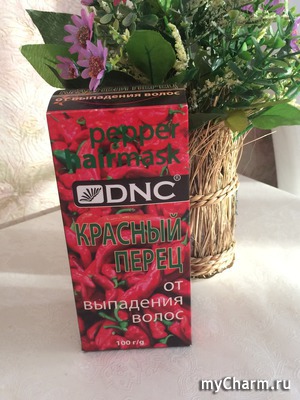 от выпадения волос
pepper
hairmask
DNC®
КРАСНЫЙ
ПЕРЕЦ
от
выпадения
волос
100 г/g
myCharm.ru